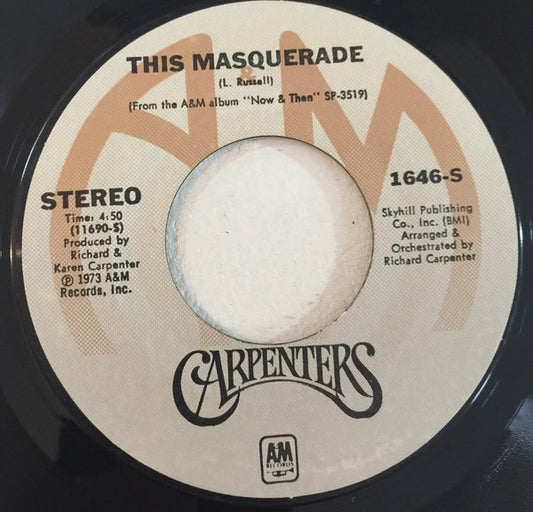 THIS MASQUERADE
(L. Russell)
(From the A&M album "Now & Then" SP-3519)
STEREO
Time: 4:50
(11690-S)
Produced by
Richard &
Karen Carpenter
Ⓟ 1973 A&M
Records, Inc.
1646-S
Skyhill Publishing
Co., Inc. (BMI)
Arranged &
Orchestrated by
Richard Carpenter
CARPENTERS
A&M
RECORDS